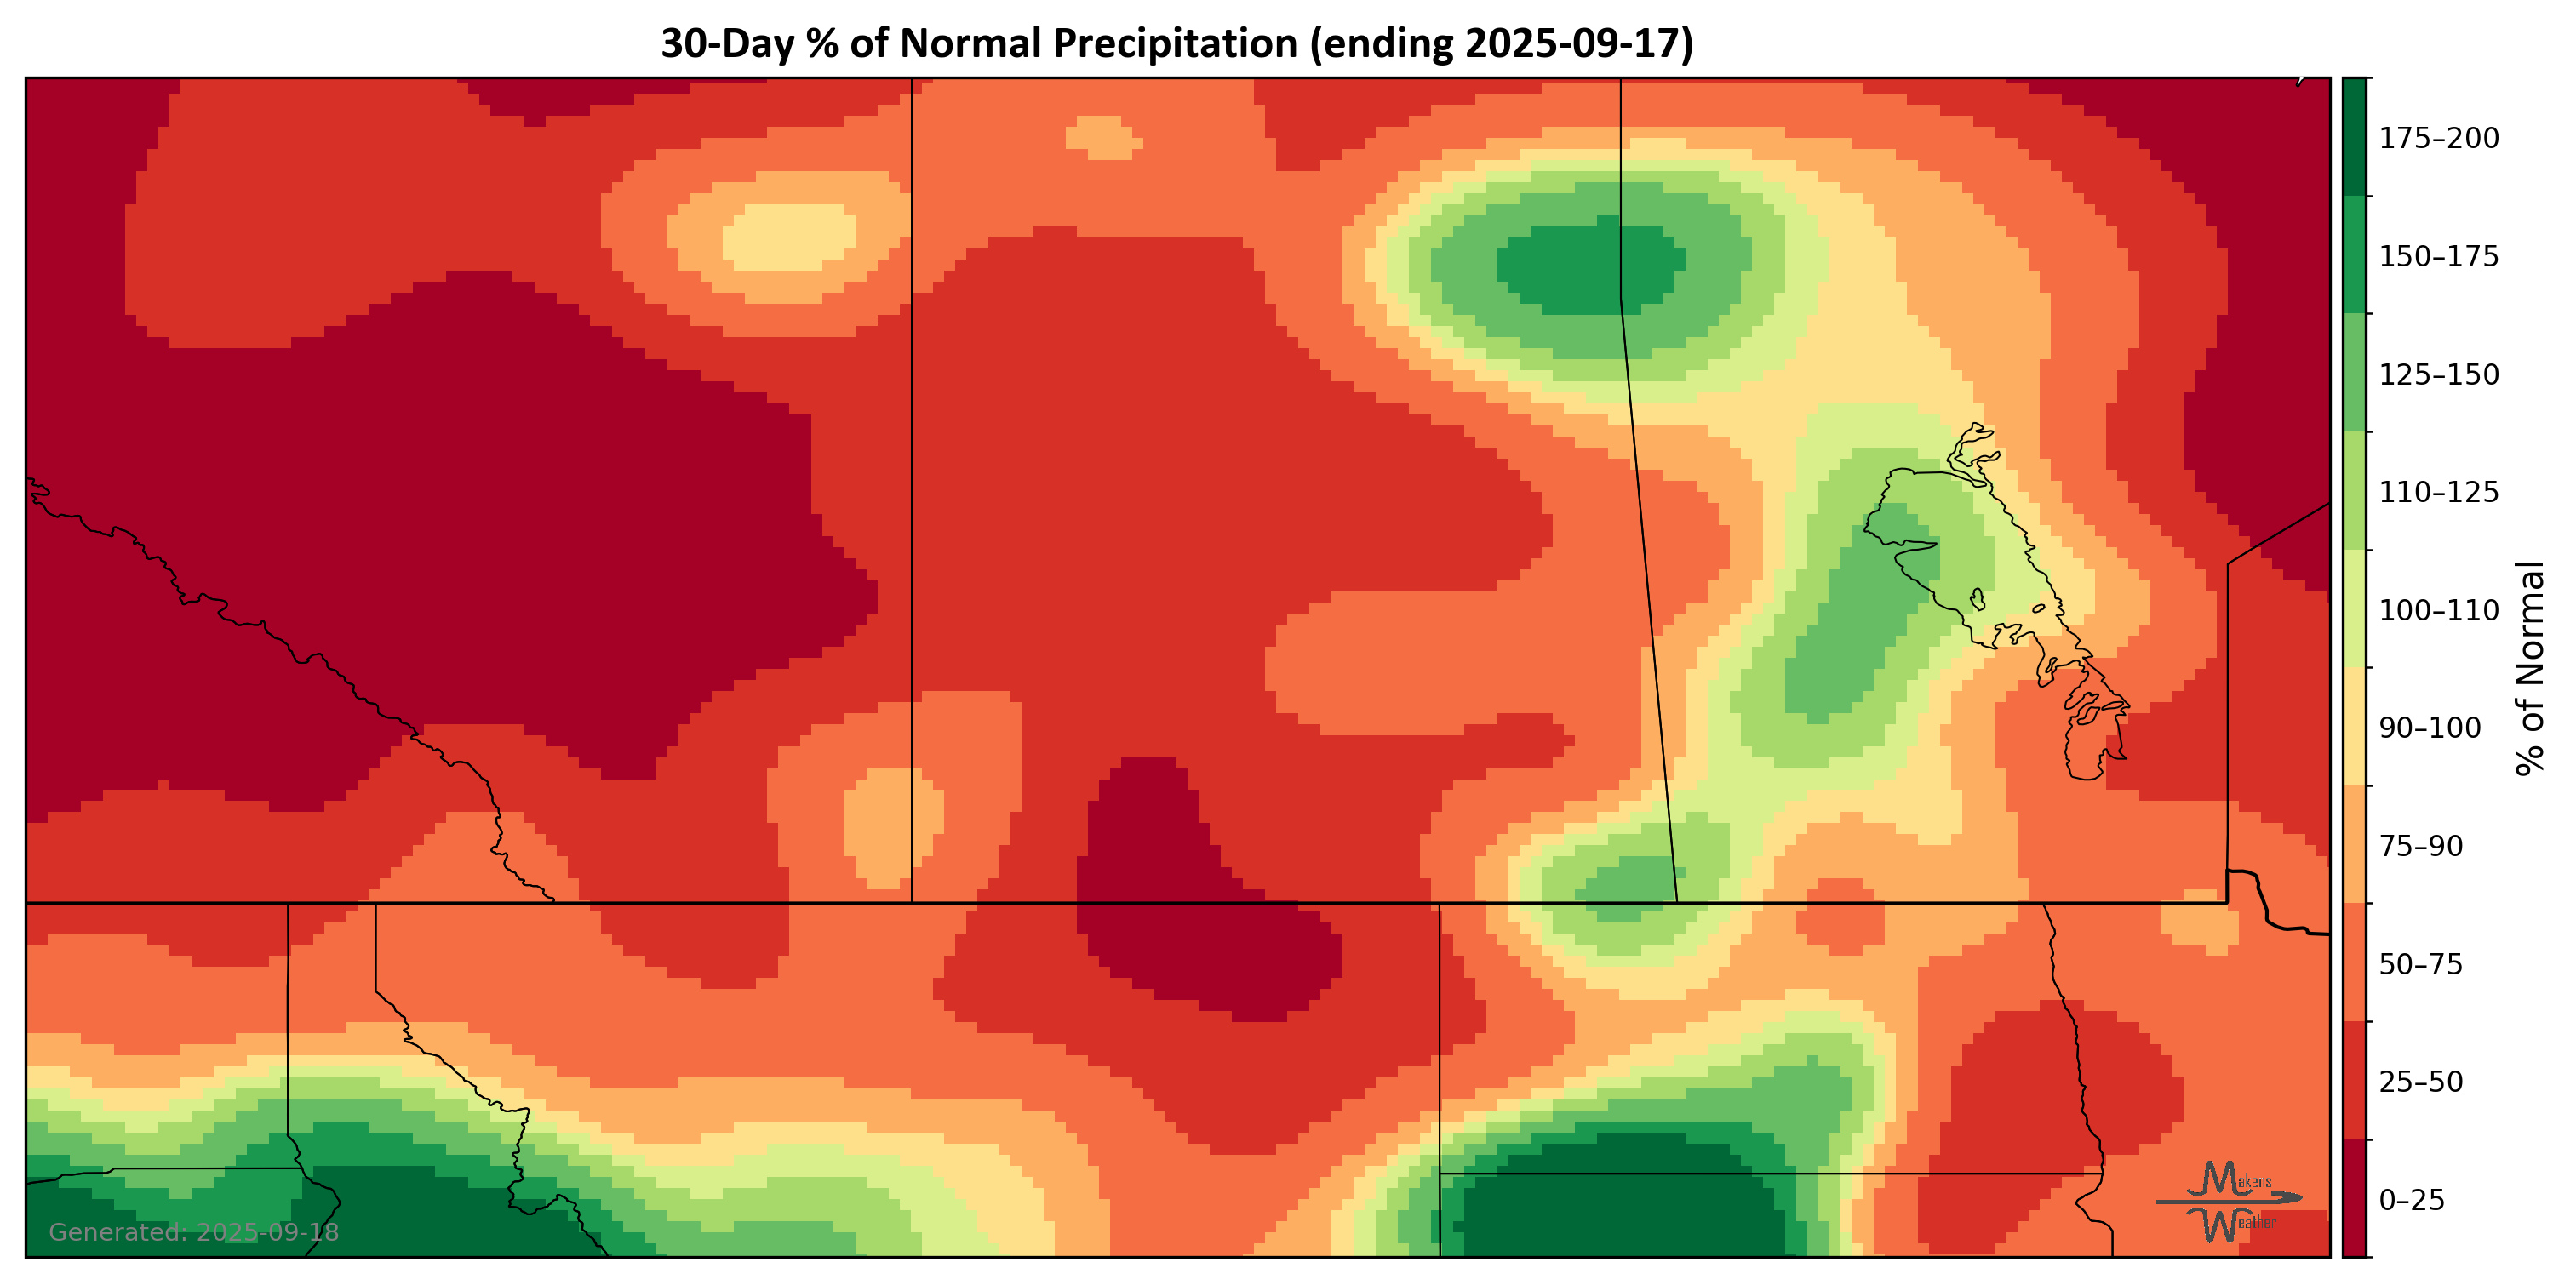 30-Day % of Normal Precipitation (ending 2025-09-17)
175–200
150–175
125–150
110–125
100–110
90–100
75–90
50–75
25–50
0–25
% of Normal
Makens
Weather
Generated: 2025-09-18